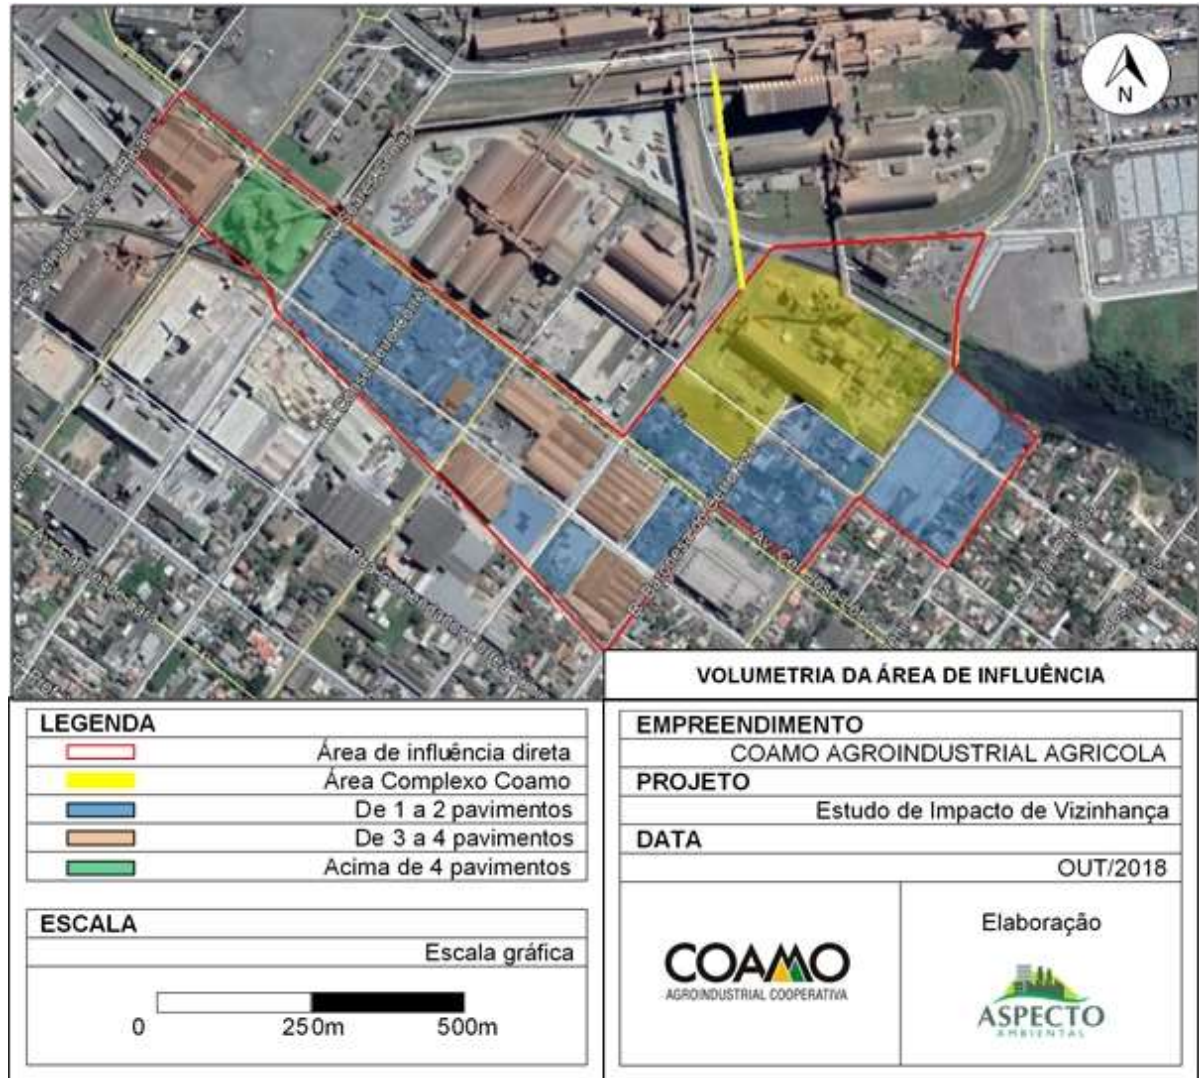 N
R. Conselheiro Corrêa
VOLUMETRIA DA ÁREA DE INFLUÊNCIA
LEGENDA
Área de influência direta
Área Complexo Coamo
De 1 a 2 pavimentos
De 3 a 4 pavimentos
Acima de 4 pavimentos
ESCALA
Escala gráfica
0 250m 500m
EMPREENDIMENTO
COAMO AGROINDUSTRIAL AGRICOLA
PROJETO
Estudo de Impacto de Vizinhança
DATA
OUT/2018
COAMO
AGROINDUSTRIAL COOPERATIVA
Elaboração
ASPECTO
AMBIENTAL